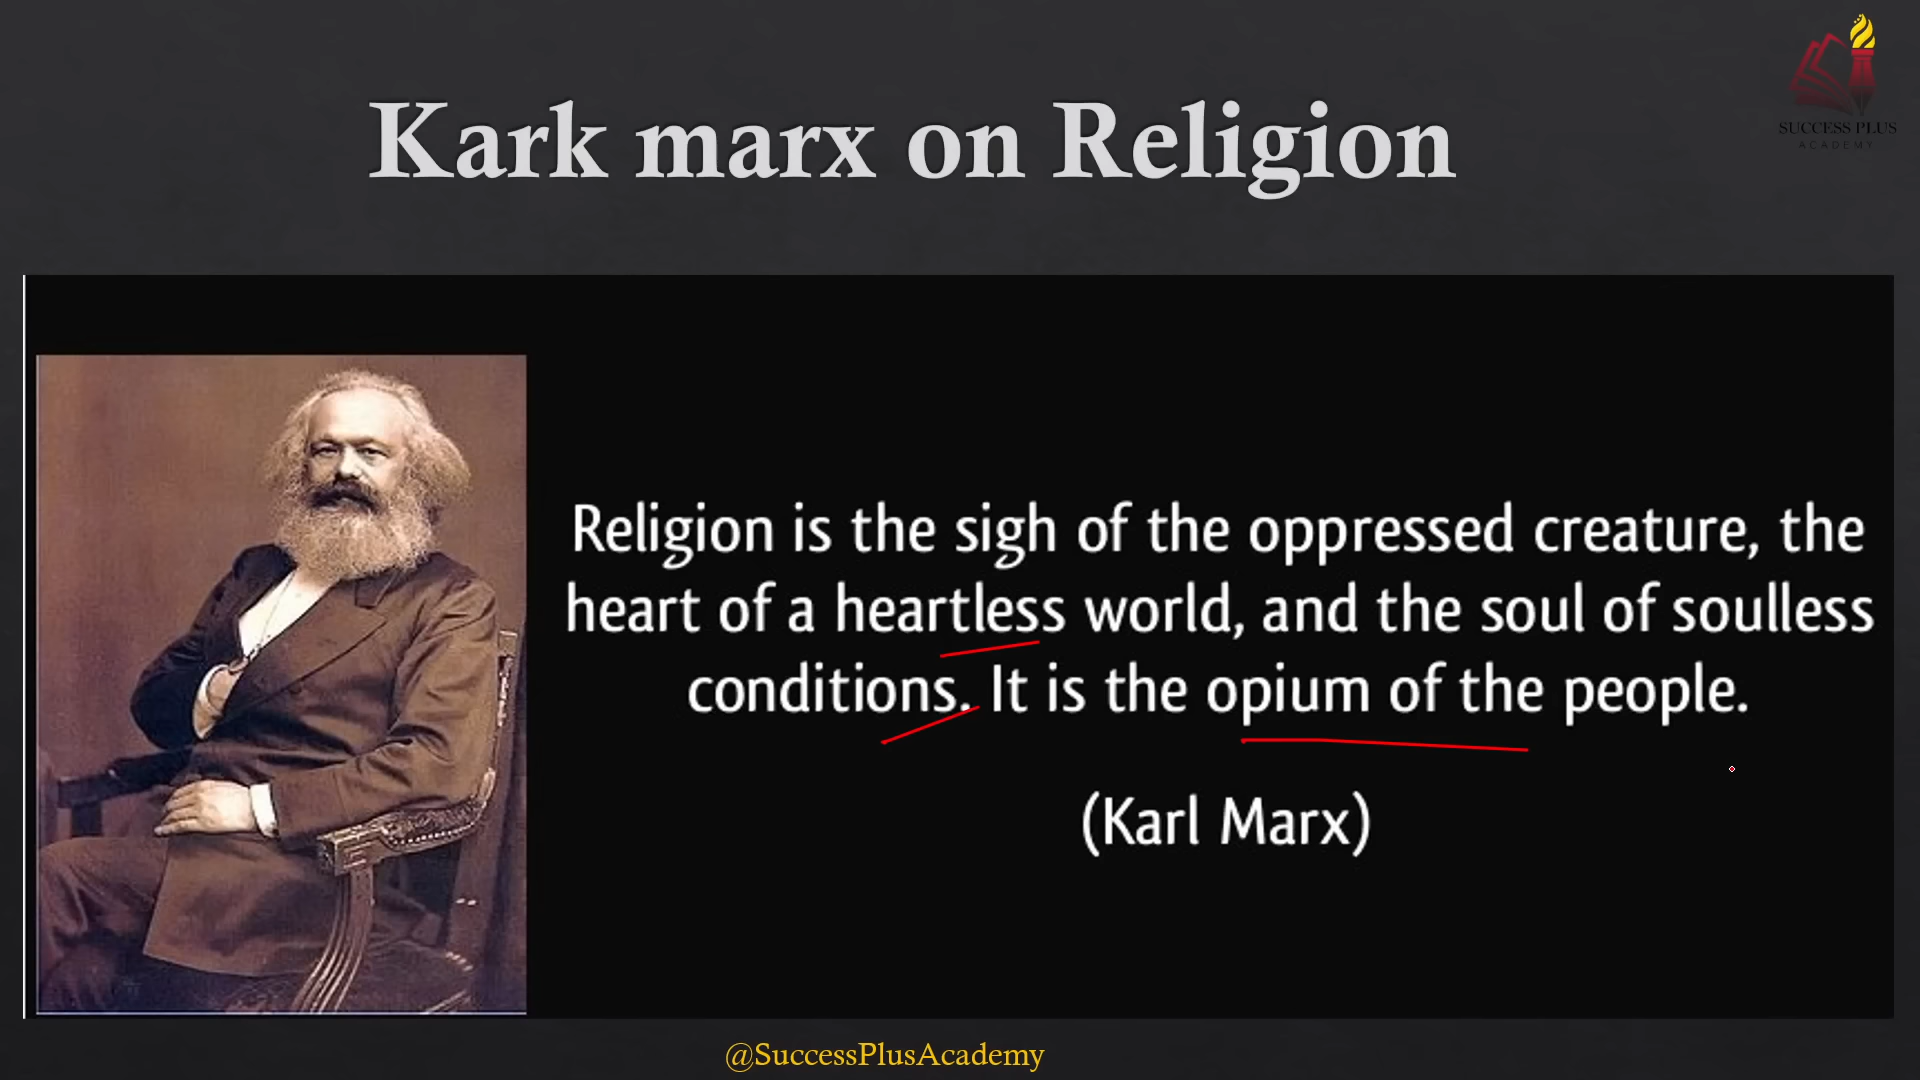 SUCCESS PLUS
ACADEMY
Kark marx on Religion
Religion is the sigh of the oppressed creature, the
heart of a heartless world, and the soul of soulless
conditions. It is the opium of the people.
(Karl Marx)
@SuccessPlusAcademy